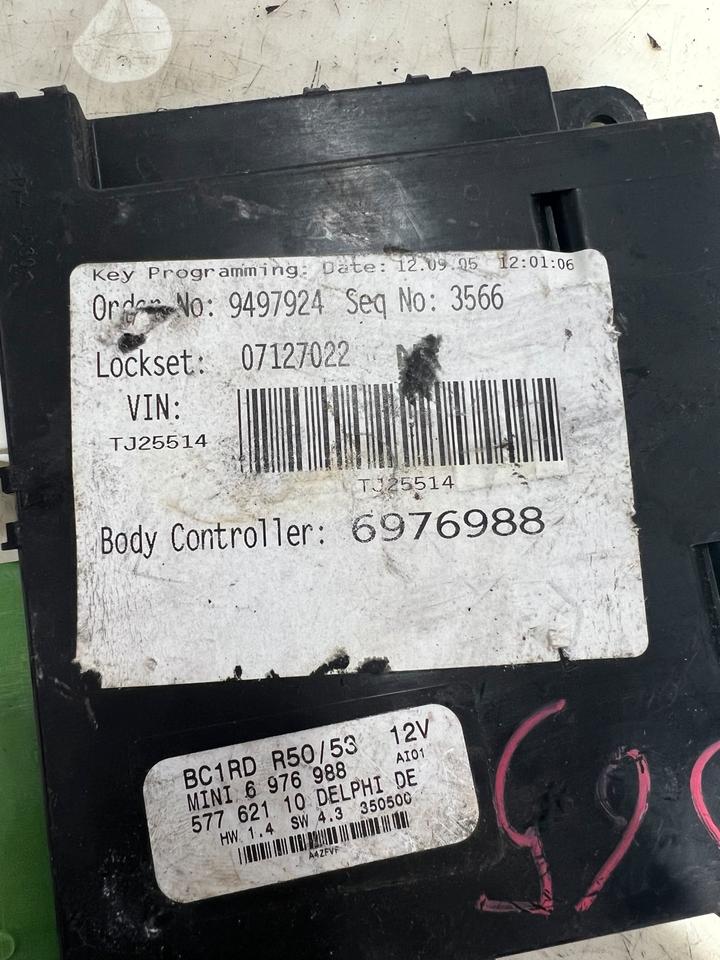 Key Programming: Date: 12.09.05 12:01:06
Order No: 9497924 Seq No: 3566
Lockset: 07127022
VIN:
TJ25514
TJ25514
Body Controller: 6976988
BC1RD R50/53 12V
MINI 6 976 988 AI01
577 621 10 DELPHI DE
HW 1.4 SW 4.3 350500
A4ZFVF